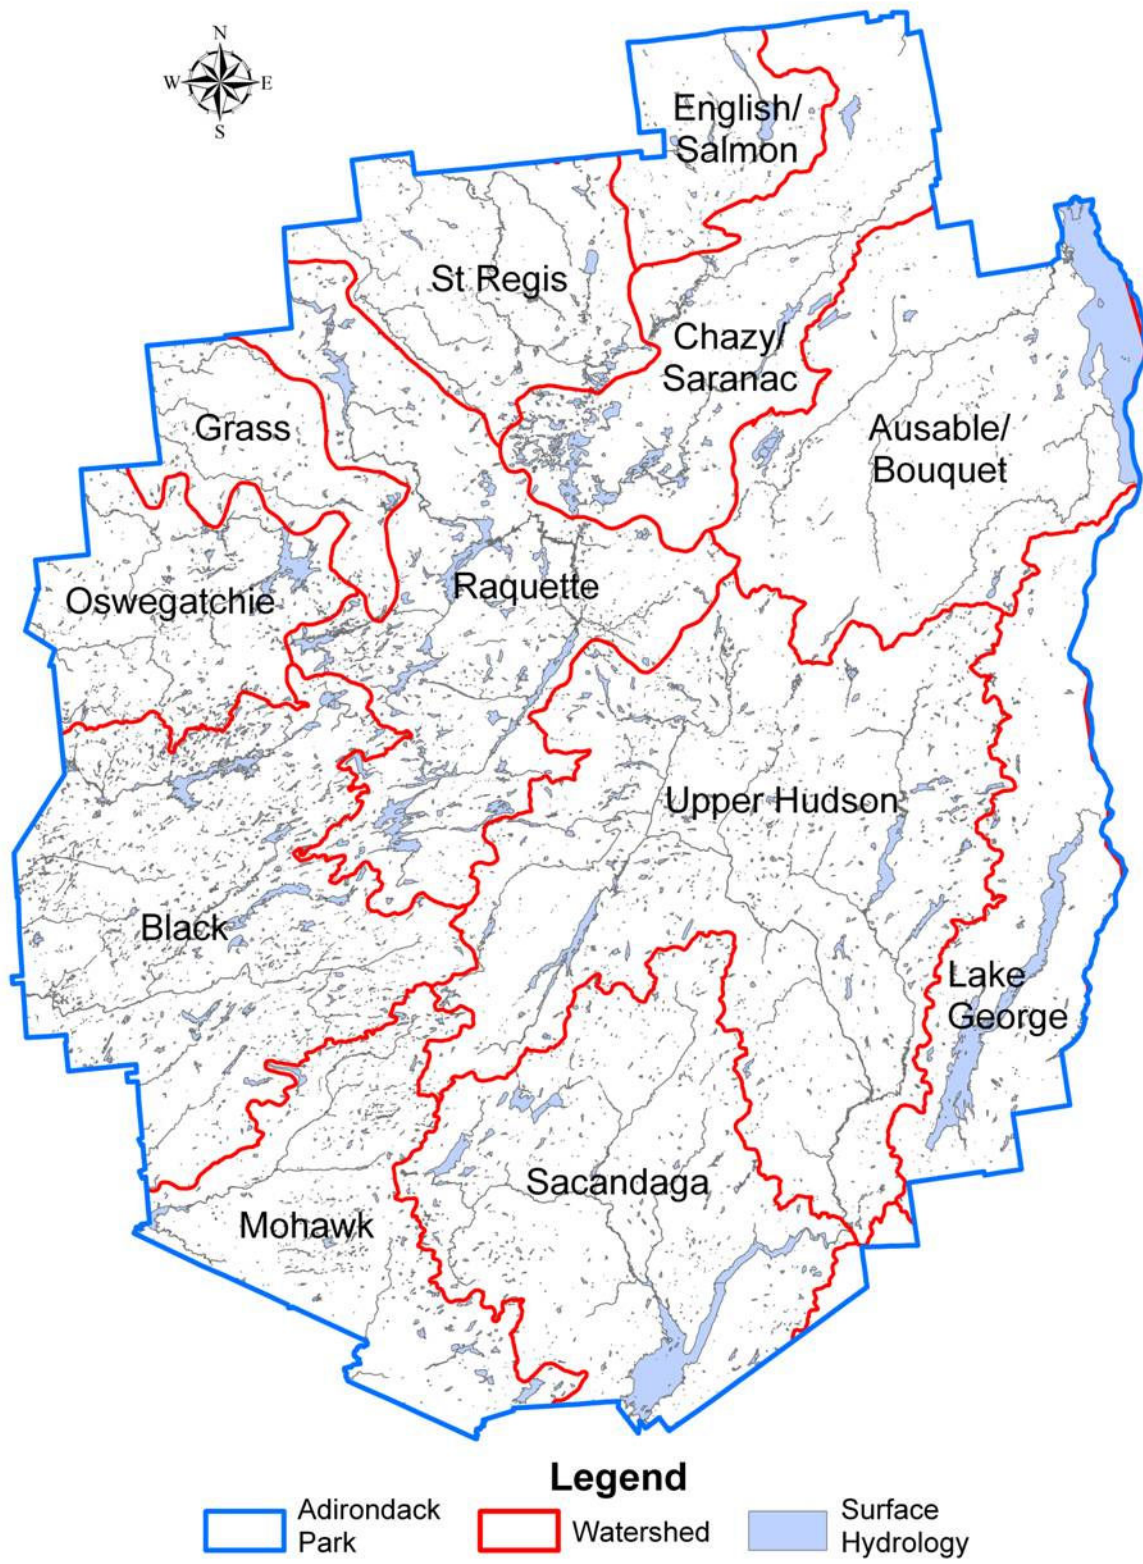 N
W E
S
English/
Salmon
St Regis
Chazy/
Saranac
Grass
Ausable/
Bouquet
Oswegatchie
Raquette
Upper Hudson
Black
Lake
George
Sacandaga
Mohawk
Legend
Adirondack
Park
Watershed
Surface
Hydrology